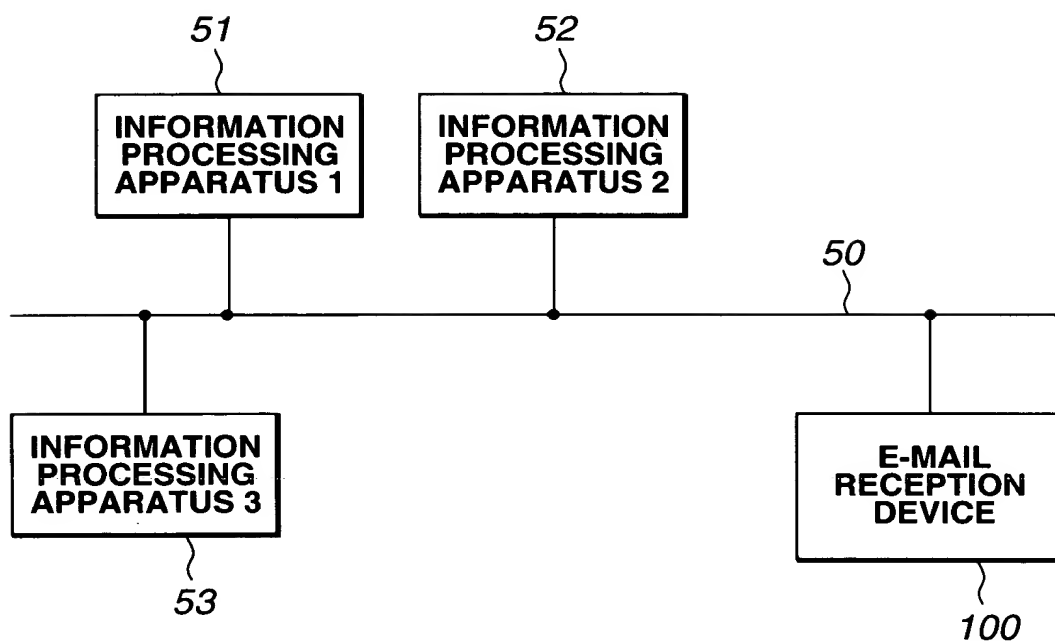 51
52
INFORMATION
PROCESSING
APPARATUS 1
INFORMATION
PROCESSING
APPARATUS 2
50
INFORMATION
PROCESSING
APPARATUS 3
E-MAIL
RECEPTION
DEVICE
53
100